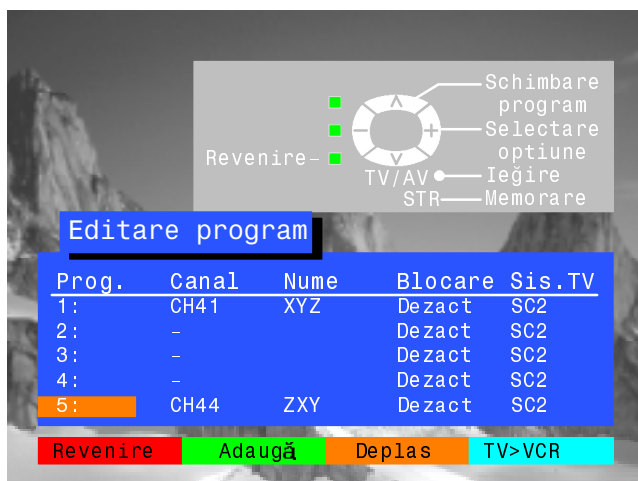 Schimbare
program
Selectare
optiune
Revenire–
TV/AV Ieğire
STR Memorare
Editare program
Prog. Canal Nume Blocare Sis.TV
1: CH41 XYZ Dezact SC2
2: – Dezact SC2
3: – Dezact SC2
4: – Dezact SC2
5: CH44 ZXY Dezact SC2
Revenire Adaugă Deplas TV>VCR